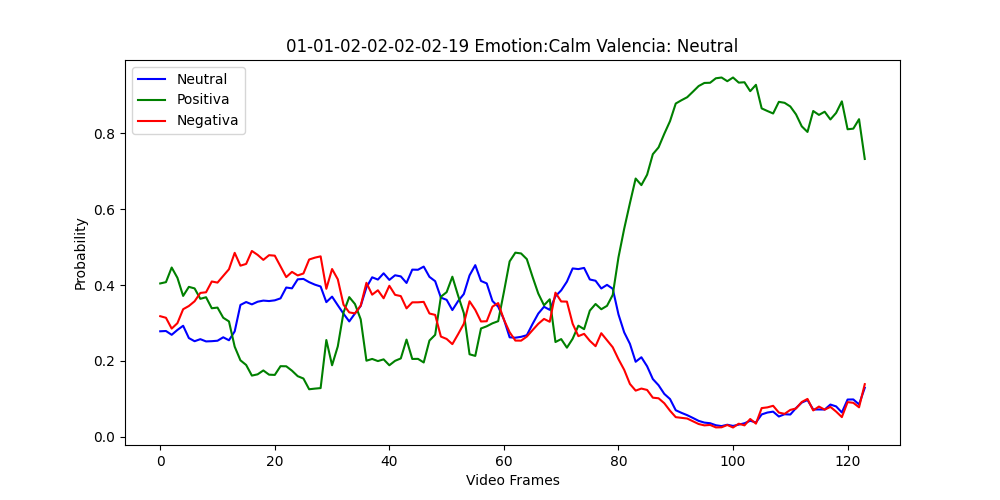 01-01-02-02-02-02-19 Emotion:Calm Valencia: Neutral
Neutral
Positiva
Negativa
Probability
0.8
0.6
0.4
0.2
0.0
0 20 40 60 80 100 120
Video Frames